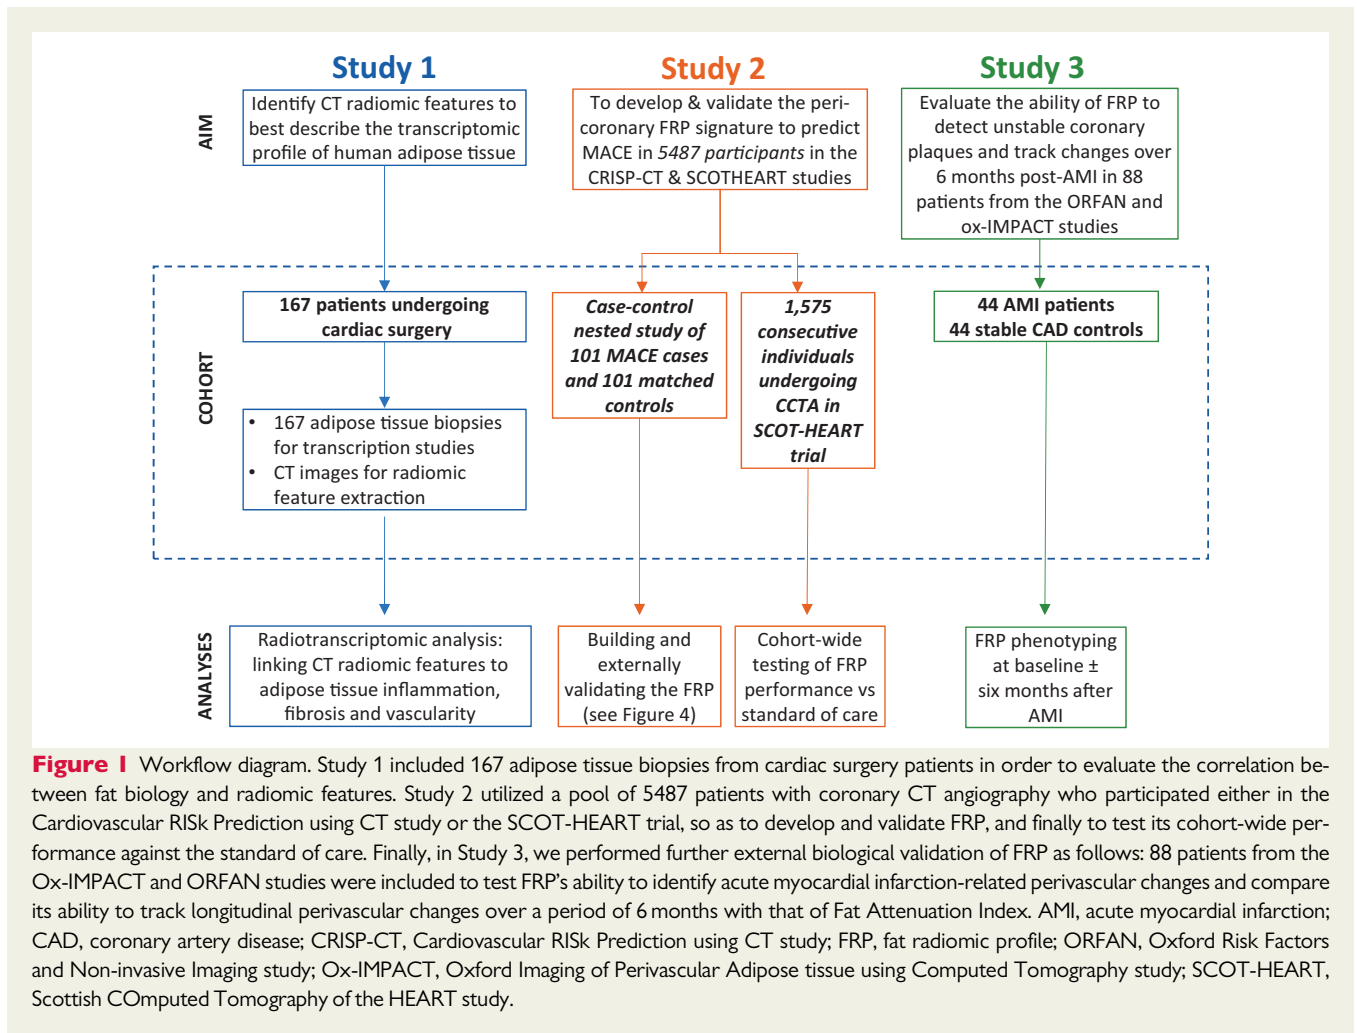 Study 1
Study 2
Study 3
AIM
Identify CT radiomic features to
best describe the transcriptomic
profile of human adipose tissue
To develop & validate the peri-
coronary FRP signature to predict
MACE in 5487 participants in the
CRISP-CT & SCOTHEART studies
Evaluate the ability of FRP to
detect unstable coronary
plaques and track changes over
6 months post-AMI in 88
patients from the ORFAN and
ox-IMPACT studies
COHORT
167 patients undergoing
cardiac surgery
• 167 adipose tissue biopsies
for transcription studies
• CT images for radiomic
feature extraction
Case-control
nested study of
101 MACE cases
and 101 matched
controls
1,575
consecutive
individuals
undergoing
CCTA in
SCOT-HEART
trial
44 AMI patients
44 stable CAD controls
ANALYSES
Radiotranscriptomic analysis:
linking CT radiomic features to
adipose tissue inflammation,
fibrosis and vascularity
Building and
externally
validating the FRP
(see Figure 4)
Cohort-wide
testing of FRP
performance vs
standard of care
FRP phenotyping
at baseline ±
six months after
AMI
Figure 1 Workflow diagram. Study 1 included 167 adipose tissue biopsies from cardiac surgery patients in order to evaluate the correlation be-
tween fat biology and radiomic features. Study 2 utilized a pool of 5487 patients with coronary CT angiography who participated either in the
Cardiovascular RISk Prediction using CT study or the SCOT-HEART trial, so as to develop and validate FRP, and finally to test its cohort-wide per-
formance against the standard of care. Finally, in Study 3, we performed further external biological validation of FRP as follows: 88 patients from the
Ox-IMPACT and ORFAN studies were included to test FRP's ability to identify acute myocardial infarction-related perivascular changes and compare
its ability to track longitudinal perivascular changes over a period of 6 months with that of Fat Attenuation Index. AMI, acute myocardial infarction;
CAD, coronary artery disease; CRISP-CT, Cardiovascular RISk Prediction using CT study; FRP, fat radiomic profile; ORFAN, Oxford Risk Factors
and Non-invasive Imaging study; Ox-IMPACT, Oxford Imaging of Perivascular Adipose tissue using Computed Tomography study; SCOT-HEART,
Scottish COmputed Tomography of the HEART study.